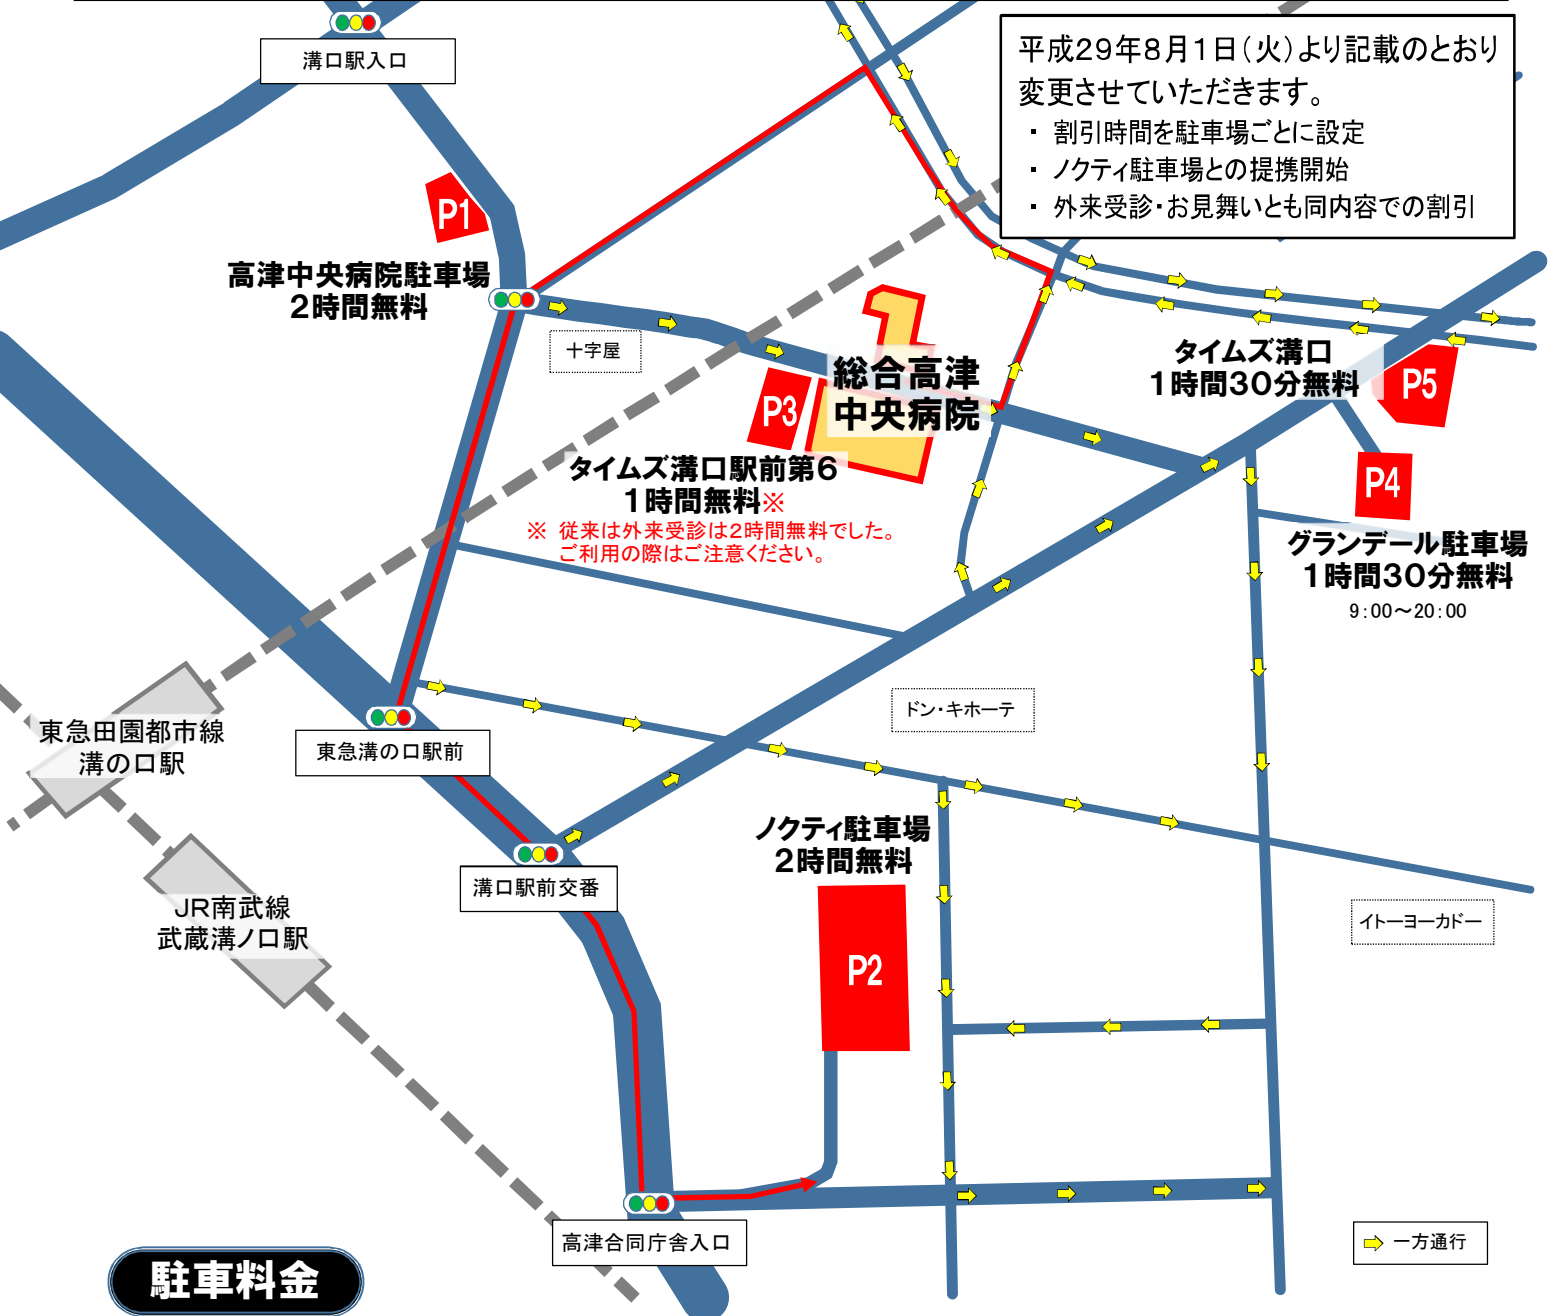 溝口駅入口
平成29年8月1日(火)より記載のとおり
変更させていただきます。
・ 割引時間を駐車場ごとに設定
・ ノクティ駐車場との提携開始
・ 外来受診・お見舞いとも同内容での割引
P1
高津中央病院駐車場
2時間無料
十字屋
総合高津
中央病院
P3
タイムズ溝口
1時間30分無料
P5
P4
タイムズ溝口駅前第6
1時間無料※
※ 従来は外来受診は2時間無料でした。
ご利用の際はご注意ください。
グランデール駐車場
1時間30分無料
9:00～20:00
東急田園都市線
溝の口駅
東急溝の口駅前
ドン・キホーテ
ノクティ駐車場
2時間無料
P2
溝口駅前交番
JR南武線
武蔵溝ノ口駅
イトーヨーカドー
高津合同庁舎入口
一方通行
駐車料金